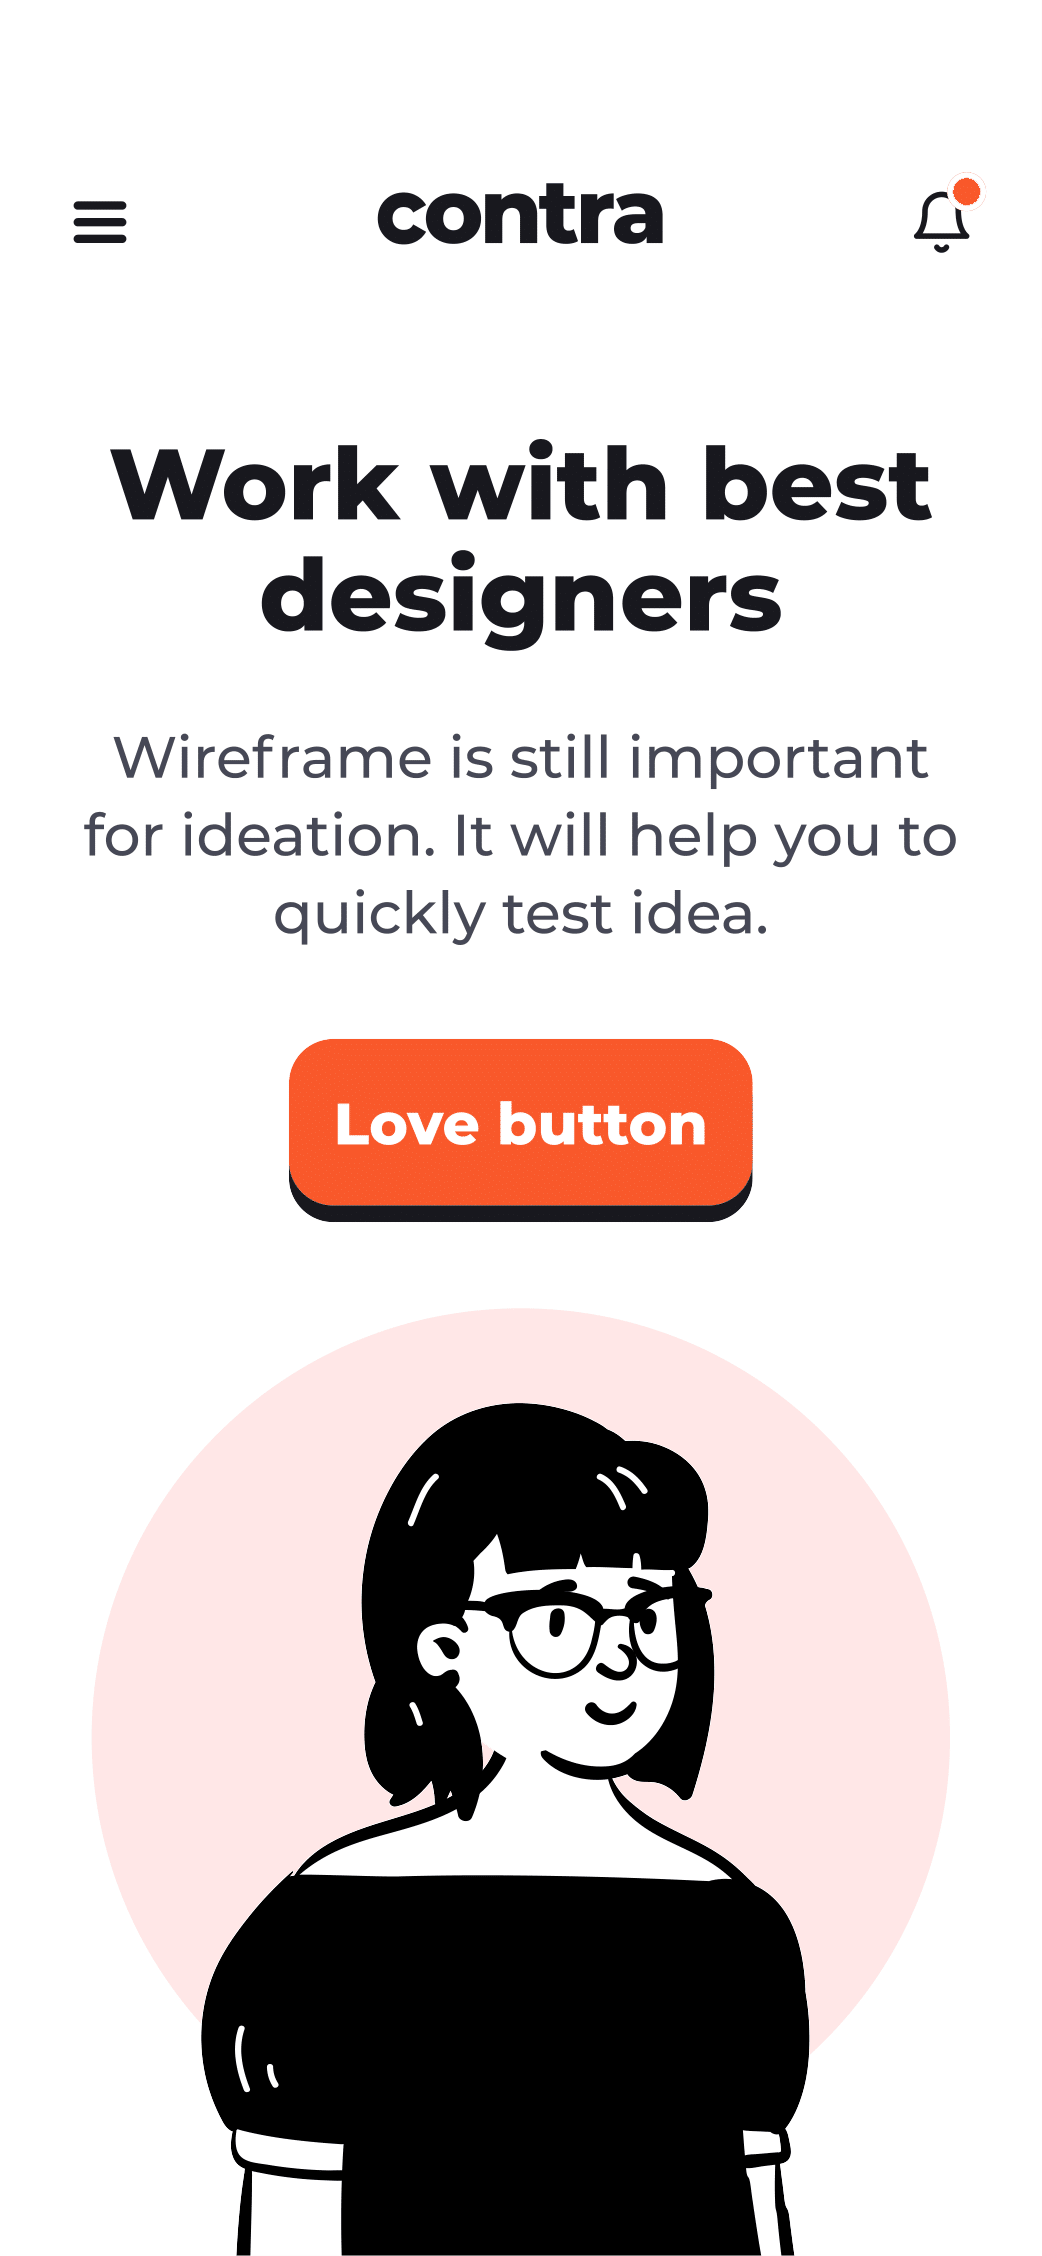 contra
Work with best
designers
Wireframe is still important
for ideation. It will help you to
quickly test idea.
Love button